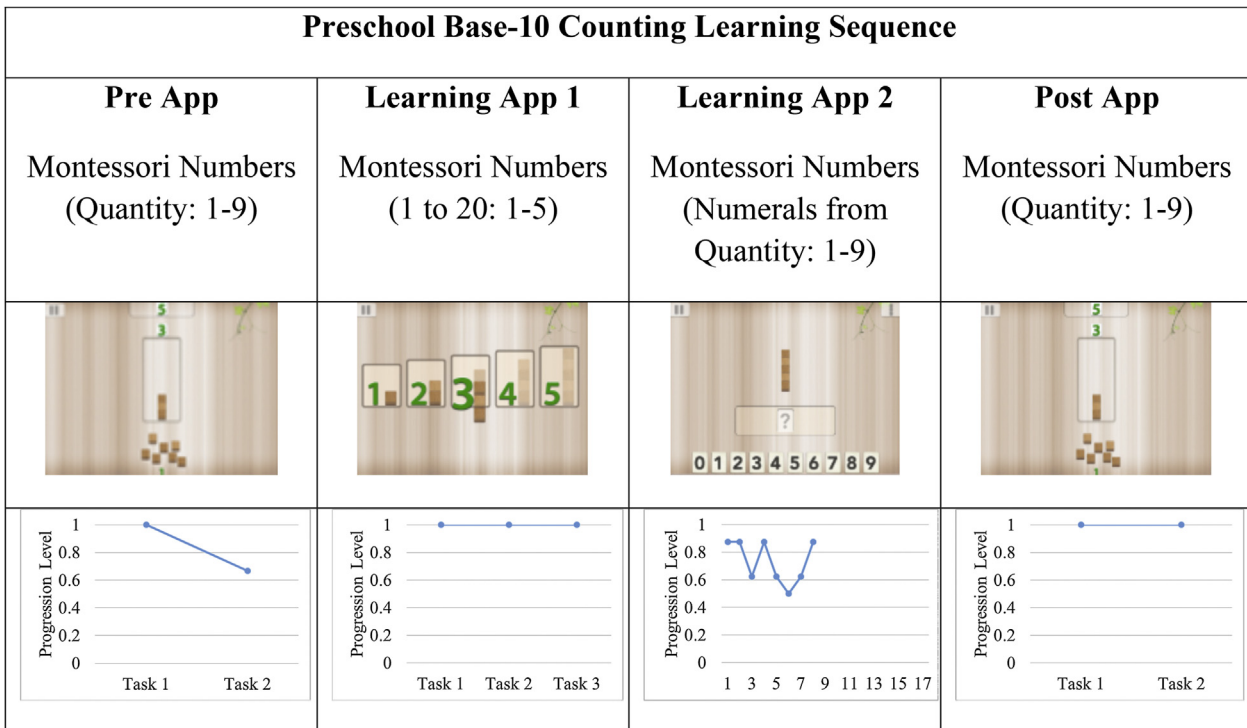 Preschool Base-10 Counting Learning Sequence
Pre App
Montessori Numbers
(Quantity: 1-9)
Learning App 1
Montessori Numbers
(1 to 20: 1-5)
Learning App 2
Montessori Numbers
(Numerals from
Quantity: 1-9)
Post App
Montessori Numbers
(Quantity: 1-9)
5
3
1
1 2 3 4 5
?
0 1 2 3 4 5 6 7 8 9
5
3
1
Progression Level
1
0.8
0.6
0.4
0.2
0
Task 1 Task 2
Progression Level
1
0.8
0.6
0.4
0.2
0
Task 1 Task 2 Task 3
Progression Level
1
0.8
0.6
0.4
0.2
0
1 3 5 7 9 11 13 15 17
Progression Level
1
0.8
0.6
0.4
0.2
0
Task 1 Task 2